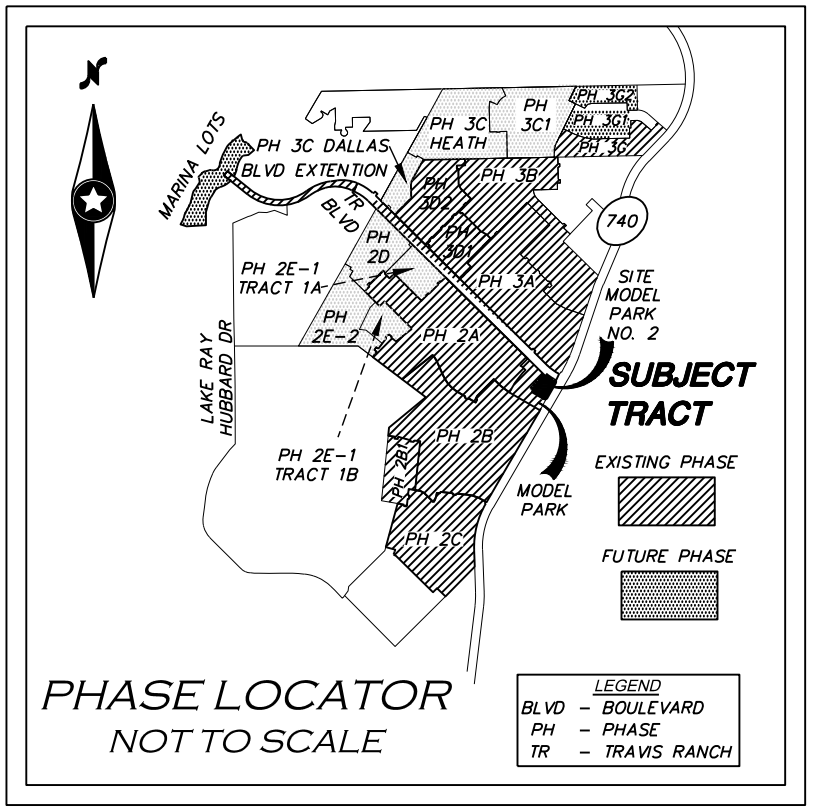 N
PH 3G2
PH 3C1
PH 3G1
PH 3C
HEATH
PH 3G
MARINA LOTS
PH 3C DALLAS
BLVD EXTENTION
PH 3B
PH
3D2
TR
BLVD
740
PH
2D
PH
3D1
PH 2E-1
TRACT 1A
PH 3A
SITE
MODEL
PARK
NO. 2
PH
2E-2
PH 2A
LAKE RAY
HUBBARD DR
SUBJECT
TRACT
PH 2E-1
TRACT 1B
PH 2B
PH 2B1
EXISTING PHASE
MODEL
PARK
PH 2C
FUTURE PHASE
PHASE LOCATOR
NOT TO SCALE
LEGEND
BLVD - BOULEVARD
PH - PHASE
TR - TRAVIS RANCH